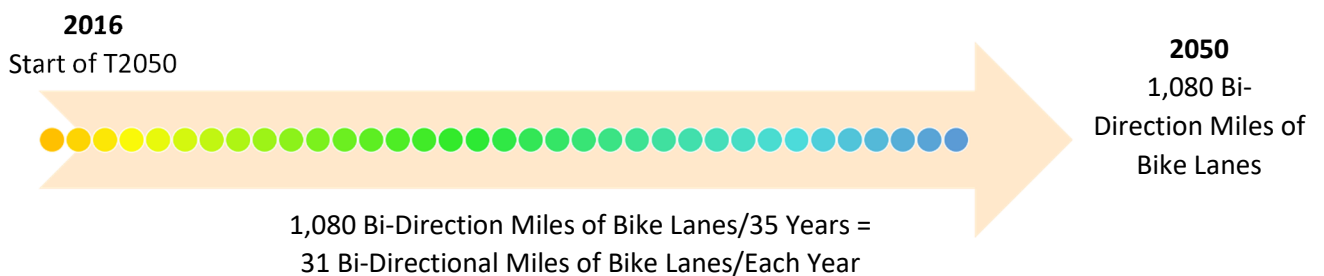 2016
Start of T2050
2050
1,080 Bi-
Direction Miles of
Bike Lanes
1,080 Bi-Direction Miles of Bike Lanes/35 Years =
31 Bi-Directional Miles of Bike Lanes/Each Year